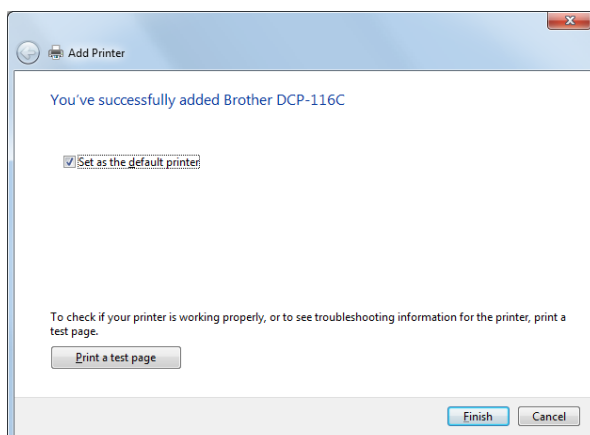 Add Printer
You've successfully added Brother DCP-116C
Set as the default printer
To check if your printer is working properly, or to see troubleshooting information for the printer, print a
test page.
Print a test page
Finish Cancel